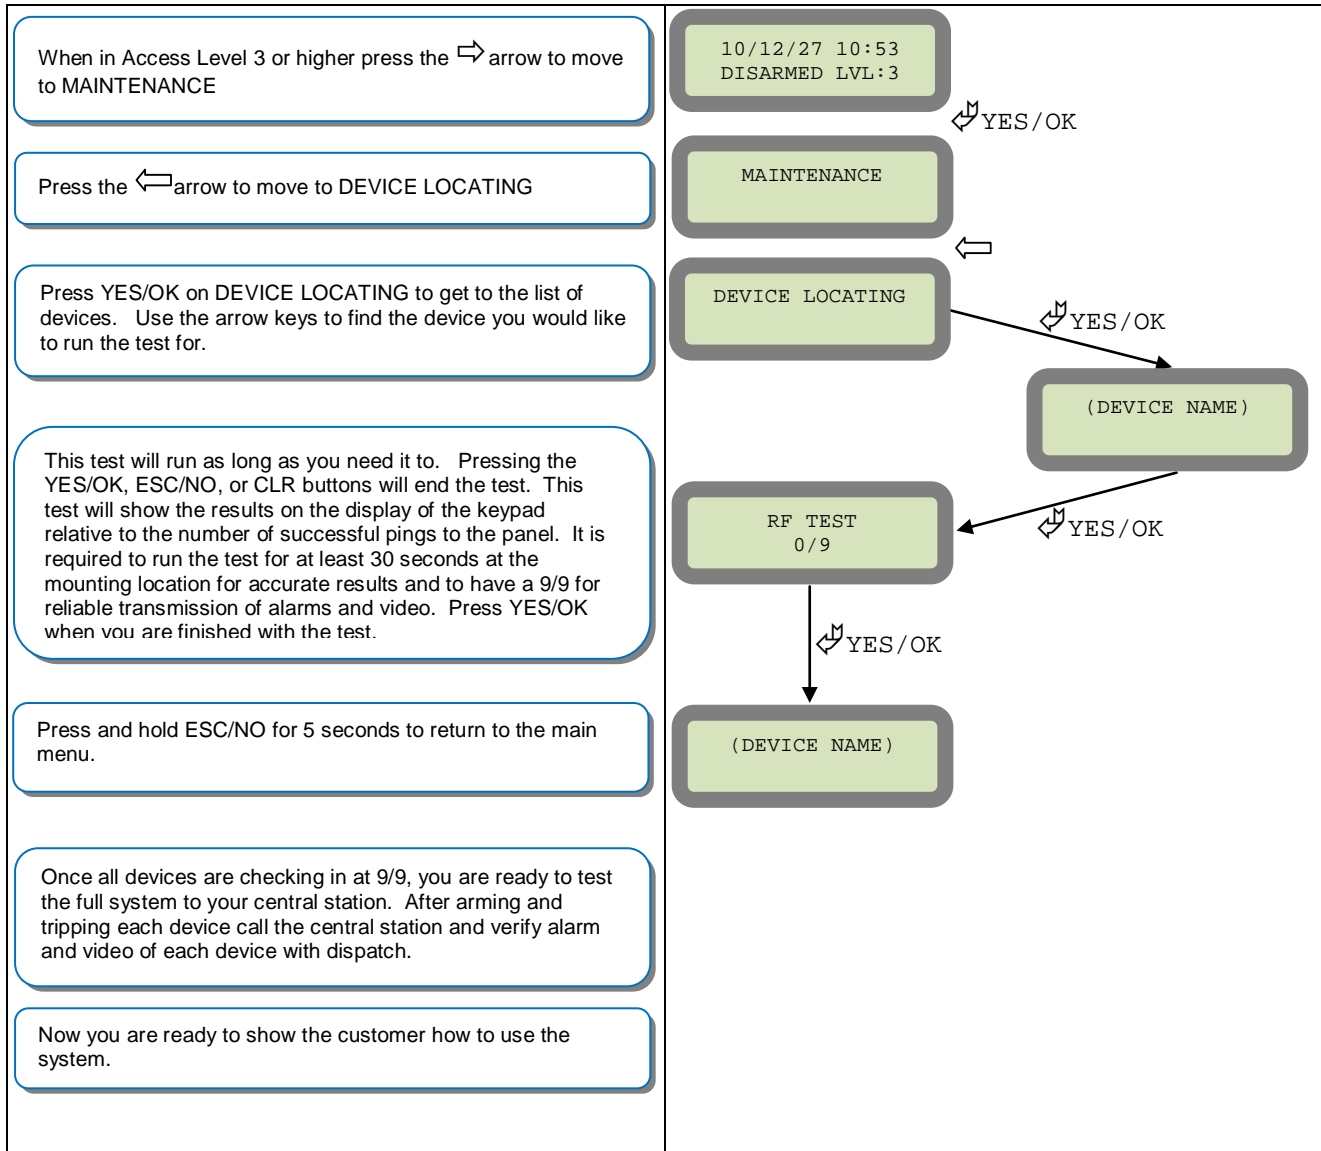 When in Access Level 3 or higher press the ⇨ arrow to move
to MAINTENANCE
10/12/27 10:53
DISARMED LVL:3
YES/OK
Press the ⇦ arrow to move to DEVICE LOCATING
MAINTENANCE
⇦
Press YES/OK on DEVICE LOCATING to get to the list of
devices. Use the arrow keys to find the device you would like
to run the test for.
DEVICE LOCATING
YES/OK
(DEVICE NAME)
This test will run as long as you need it to. Pressing the
YES/OK, ESC/NO, or CLR buttons will end the test. This
test will show the results on the display of the keypad
relative to the number of successful pings to the panel. It is
required to run the test for at least 30 seconds at the
mounting location for accurate results and to have a 9/9 for
reliable transmission of alarms and video. Press YES/OK
when you are finished with the test.
RF TEST
0/9
YES/OK
YES/OK
Press and hold ESC/NO for 5 seconds to return to the main
menu.
(DEVICE NAME)
Once all devices are checking in at 9/9, you are ready to test
the full system to your central station. After arming and
tripping each device call the central station and verify alarm
and video of each device with dispatch.
Now you are ready to show the customer how to use the
system.